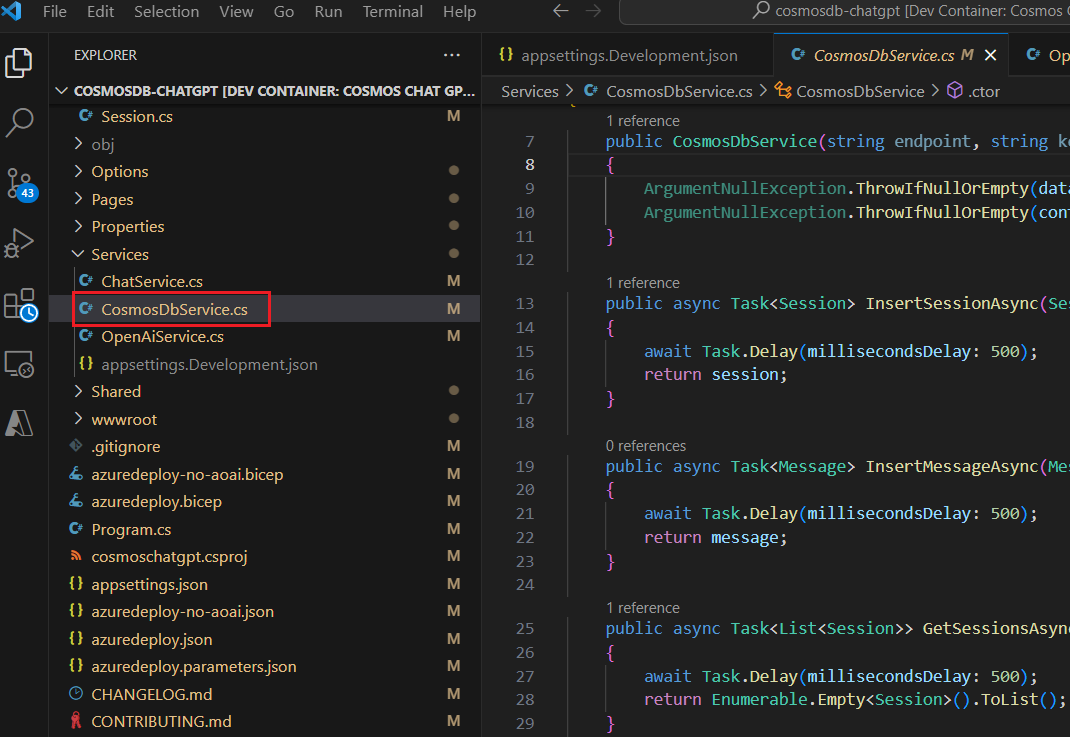 File Edit Selection View Go Run Terminal Help
cosmosdb-chatgpt [Dev Container: Cosmos
EXPLORER
COSMOSDB-CHATGPT [DEV CONTAINER: COSMOS CHAT GP...
Session.cs M
obj
Options
Pages
43
Properties
Services
ChatService.cs M
CosmosDbService.cs M
OpenAiService.cs M
{} appsettings.Development.json
Shared
wwwroot
.gitignore M
azuredeploy-no-aoai.bicep M
azuredeploy.bicep M
Program.cs M
cosmoschatgpt.csproj M
{} appsettings.json M
{} azuredeploy-no-aoai.json M
{} azuredeploy.json M
{} azuredeploy.parameters.json M
CHANGELOG.md M
CONTRIBUTING.md M
{} appsettings.Development.json CosmosDbService.cs M Op
Services > CosmosDbService.cs > CosmosDbService > .ctor
1 reference
7 public CosmosDbService(string endpoint, string ke
8 {
9 ArgumentNullException.ThrowIfNullOrEmpty(data
10 ArgumentNullException.ThrowIfNullOrEmpty(cont
11 }
12
1 reference
13 public async Task<Session> InsertSessionAsync(Ses
14 {
15 await Task.Delay(millisecondsDelay: 500);
16 return session;
17 }
18
0 references
19 public async Task<Message> InsertMessageAsync(Mes
20 {
21 await Task.Delay(millisecondsDelay: 500);
22 return message;
23 }
24
1 reference
25 public async Task<List<Session>> GetSessionsAsync
26 {
27 await Task.Delay(millisecondsDelay: 500);
28 return Enumerable.Empty<Session>().ToList();
29 }